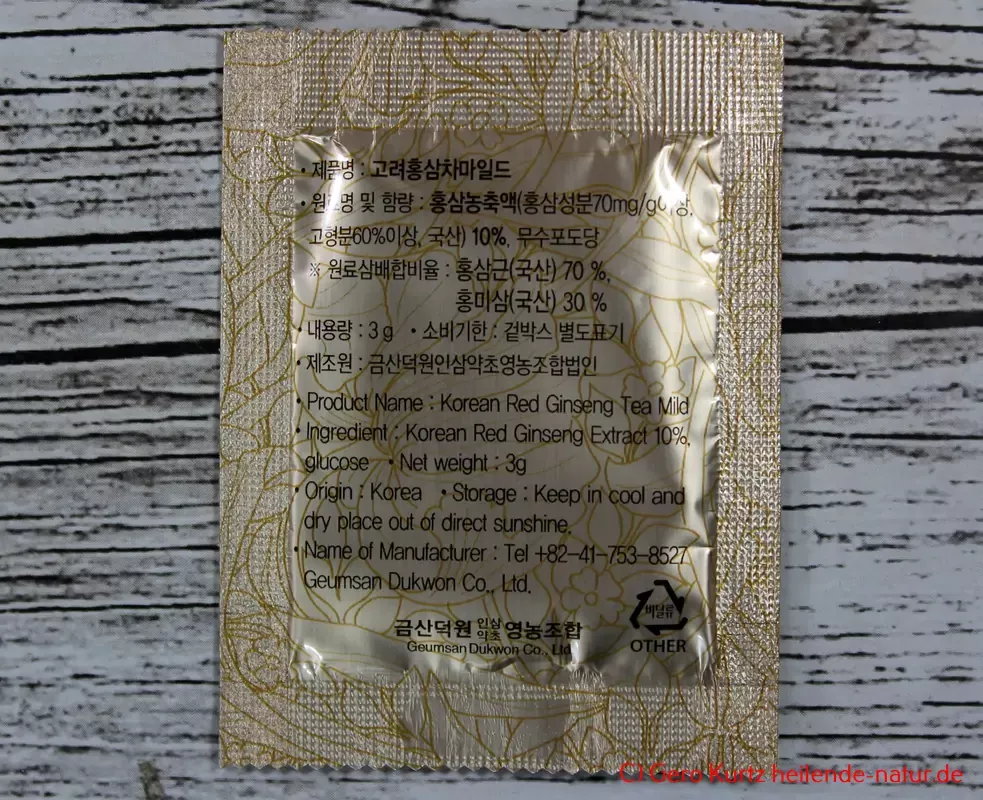 • 제품명 : 고려홍삼차마일드
• 원료명 및 함량 : 홍삼농축액(홍삼성분70mg/g이상,
고형분60%이상, 국산) 10%, 무수포도당
※ 원료삼배합비율 : 홍삼근(국산) 70 %,
홍미삼(국산) 30 %
• 내용량 : 3 g • 소비기한 : 겉박스 별도표기
• 제조원 : 금산덕원인삼약초영농조합법인
• Product Name : Korean Red Ginseng Tea Mild
• Ingredient : Korean Red Ginseng Extract 10%,
glucose • Net weight : 3g
• Origin : Korea • Storage : Keep in cool and
dry place out of direct sunshine.
• Name of Manufacturer : Tel +82-41-753-8527
Geumsan Dukwon Co., Ltd.
금산덕원 인삼약초 영농조합
Geumsan Dukwon Co., Ltd
바닥류
OTHER
CJ Gero Kurtz heilende-natur.de